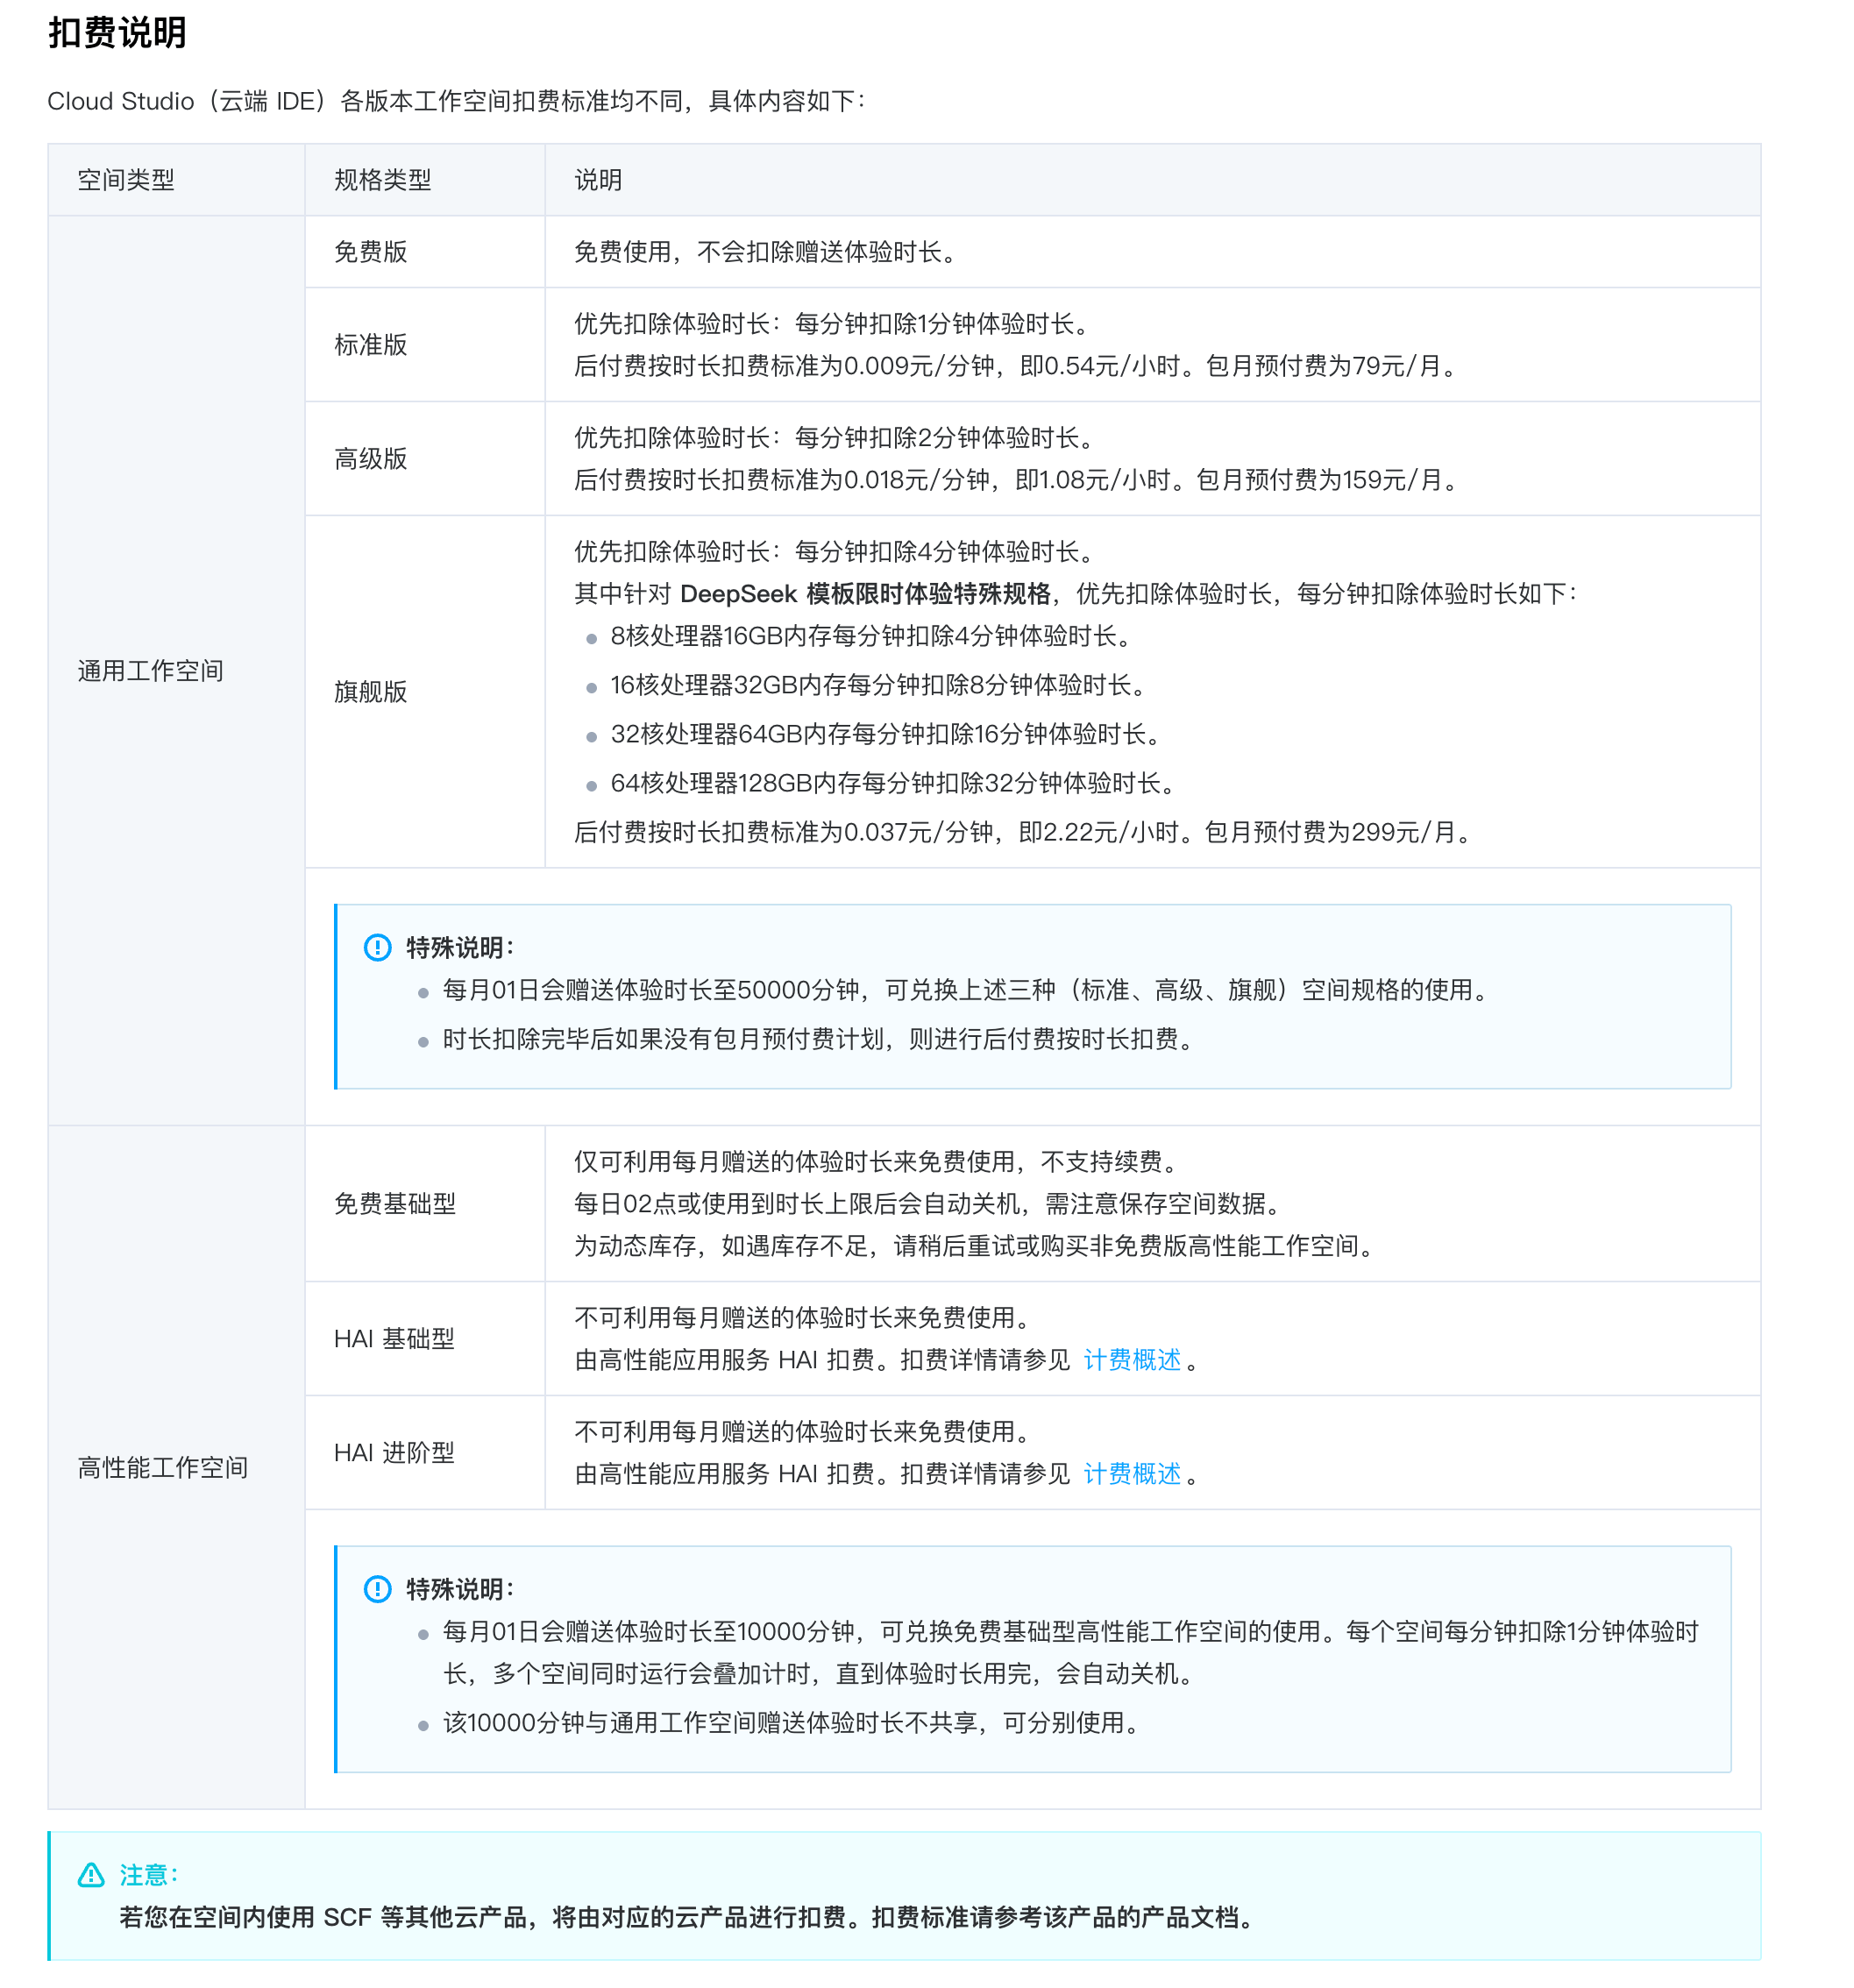 扣费说明
Cloud Studio（云端 IDE）各版本工作空间扣费标准均不同，具体内容如下：
空间类型
规格类型
说明
通用工作空间
免费版
免费使用，不会扣除赠送体验时长。
标准版
优先扣除体验时长：每分钟扣除1分钟体验时长。
后付费按时长扣费标准为0.009元/分钟，即0.54元/小时。包月预付费为79元/月。
高级版
优先扣除体验时长：每分钟扣除2分钟体验时长。
后付费按时长扣费标准为0.018元/分钟，即1.08元/小时。包月预付费为159元/月。
旗舰版
优先扣除体验时长：每分钟扣除4分钟体验时长。
其中针对 DeepSeek 模板限时体验特殊规格，优先扣除体验时长，每分钟扣除体验时长如下：
8核处理器16GB内存每分钟扣除4分钟体验时长。
16核处理器32GB内存每分钟扣除8分钟体验时长。
32核处理器64GB内存每分钟扣除16分钟体验时长。
64核处理器128GB内存每分钟扣除32分钟体验时长。
后付费按时长扣费标准为0.037元/分钟，即2.22元/小时。包月预付费为299元/月。
特殊说明：
每月01日会赠送体验时长至50000分钟，可兑换上述三种（标准、高级、旗舰）空间规格的使用。
时长扣除完毕后如果没有包月预付费计划，则进行后付费按时长扣费。
高性能工作空间
免费基础型
仅可利用每月赠送的体验时长来免费使用，不支持续费。
每日02点或使用到时长上限后会自动关机，需注意保存空间数据。
为动态库存，如遇库存不足，请稍后重试或购买非免费版高性能工作空间。
HAI 基础型
不可利用每月赠送的体验时长来免费使用。
由高性能应用服务 HAI 扣费。扣费详情请参见 计费概述。
HAI 进阶型
不可利用每月赠送的体验时长来免费使用。
由高性能应用服务 HAI 扣费。扣费详情请参见 计费概述。
特殊说明：
每月01日会赠送体验时长至10000分钟，可兑换免费基础型高性能工作空间的使用。每个空间每分钟扣除1分钟体验时
长，多个空间同时运行会叠加计时，直到体验时长用完，会自动关机。
该10000分钟与通用工作空间赠送体验时长不共享，可分别使用。
注意：
若您在空间内使用 SCF 等其他云产品，将由对应的云产品进行扣费。扣费标准请参考该产品的产品文档。